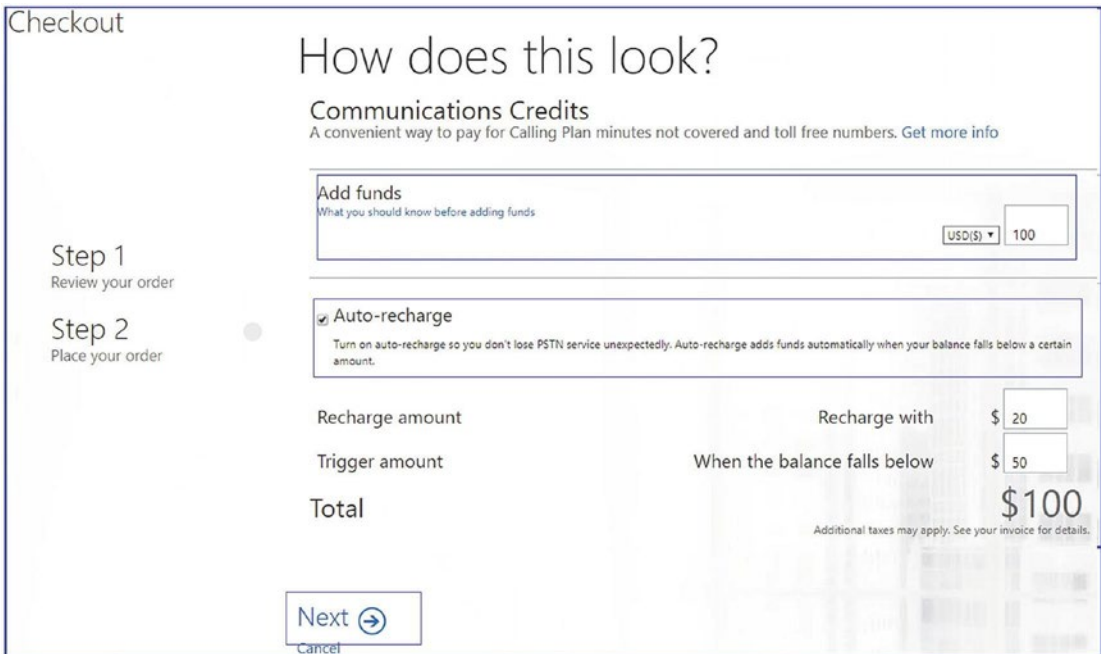 Checkout
How does this look?
Communications Credits
A convenient way to pay for Calling Plan minutes not covered and toll free numbers. Get more info
Add funds
What you should know before adding funds
USD($) 100
Step 1
Review your order
Step 2
Place your order
Auto-recharge
Turn on auto-recharge so you don't lose PSTN service unexpectedly. Auto-recharge adds funds automatically when your balance falls below a certain
amount.
Recharge amount Recharge with $ 20
Trigger amount When the balance falls below $ 50
Total $100
Additional taxes may apply. See your invoice for details.
Next
Cancel